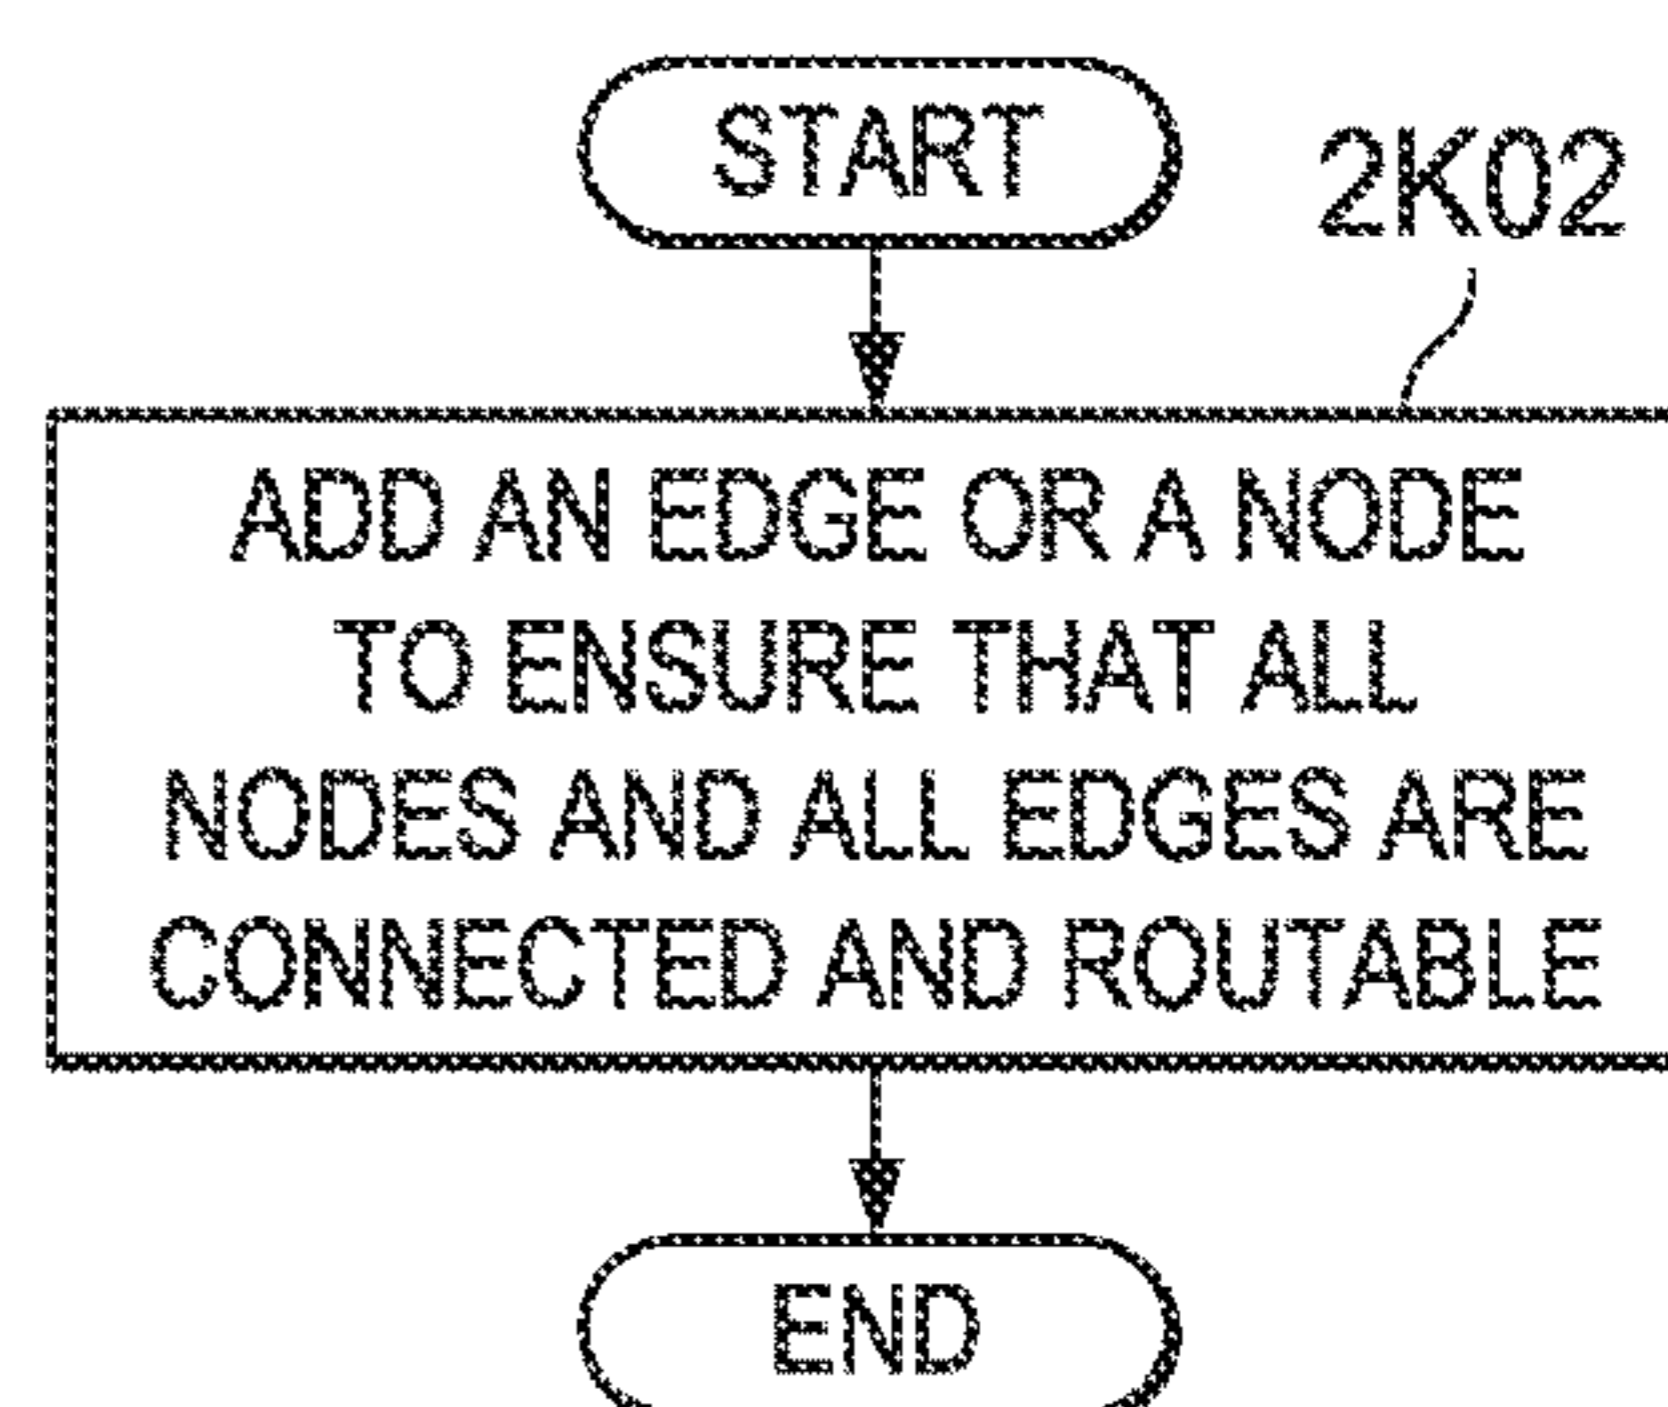 START
2K02
ADD AN EDGE OR A NODE
TO ENSURE THAT ALL
NODES AND ALL EDGES ARE
CONNECTED AND ROUTABLE
END